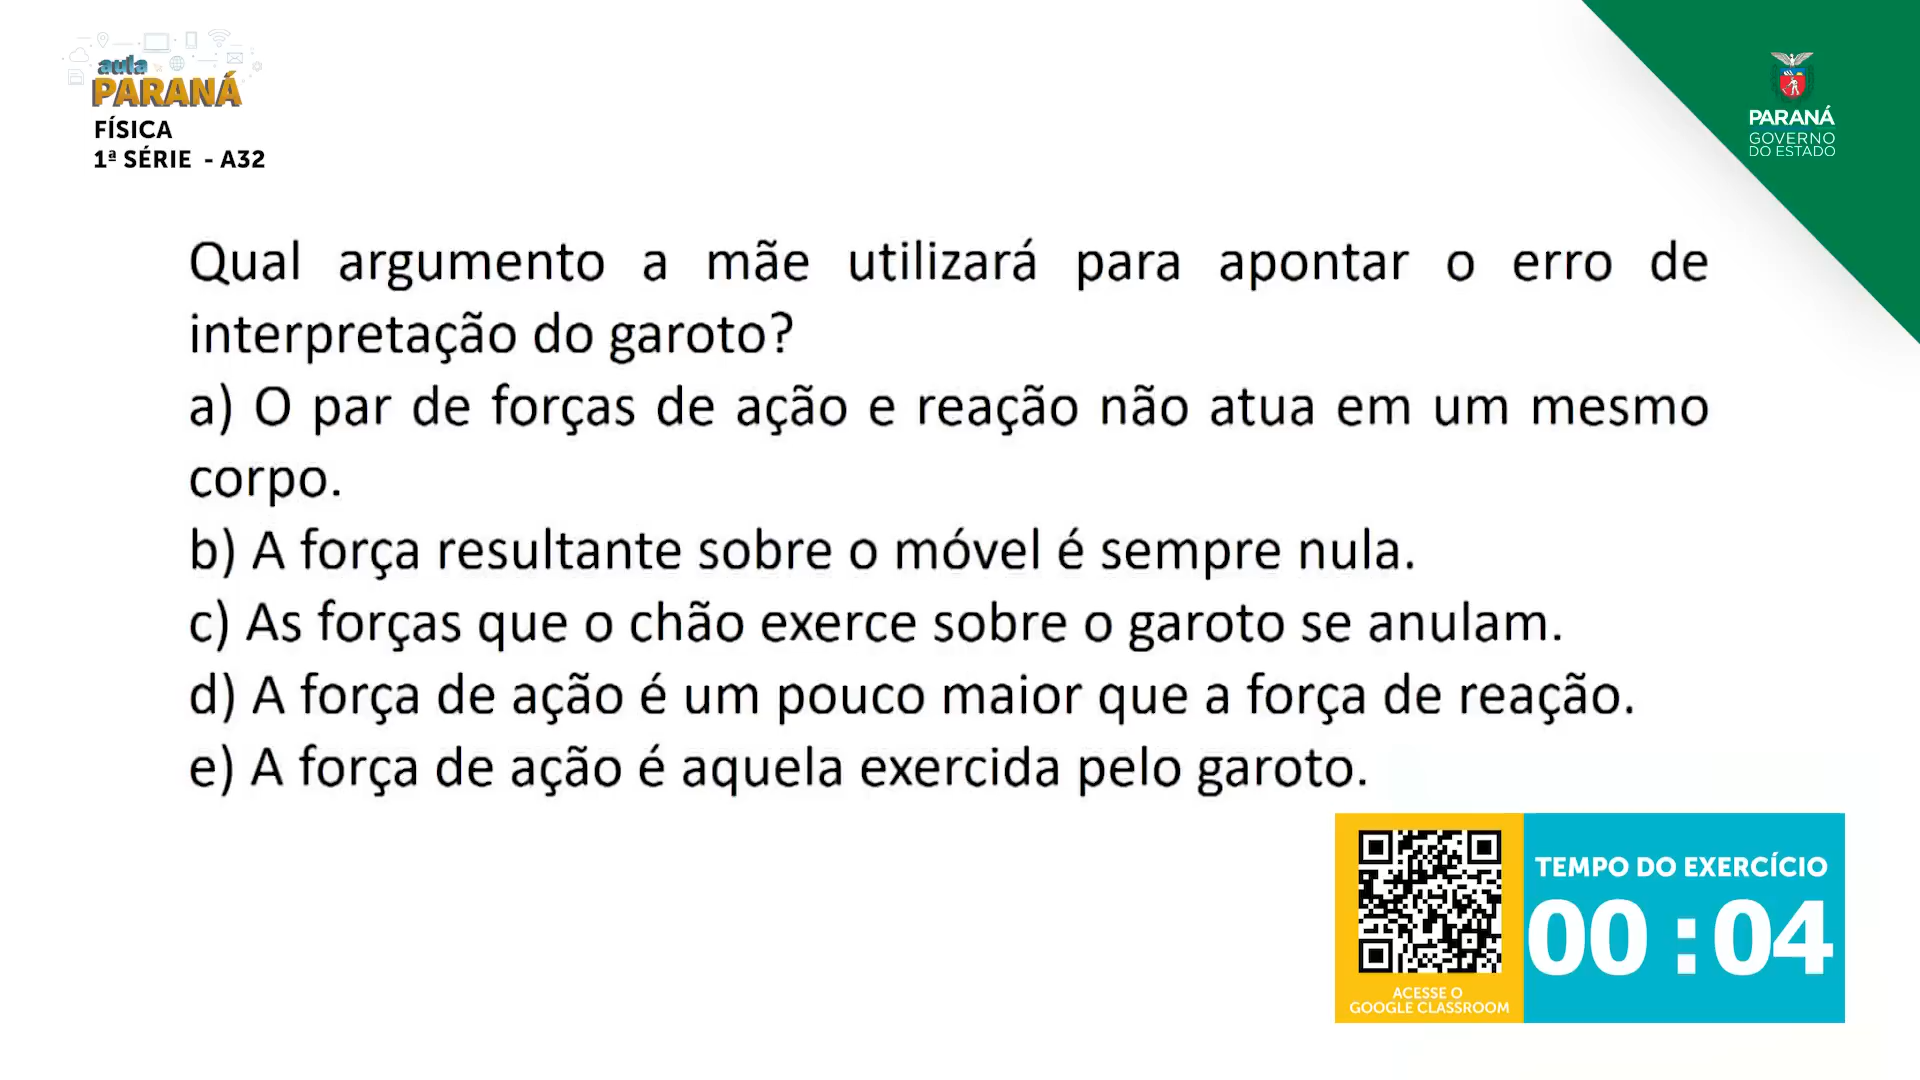 aula
PARANÁ
FÍSICA
1ª SÉRIE - A32
PARANÁ
GOVERNO
DO ESTADO
Qual argumento a mãe utilizará para apontar o erro de
interpretação do garoto?
a) O par de forças de ação e reação não atua em um mesmo
corpo.
b) A força resultante sobre o móvel é sempre nula.
c) As forças que o chão exerce sobre o garoto se anulam.
d) A força de ação é um pouco maior que a força de reação.
e) A força de ação é aquela exercida pelo garoto.
TEMPO DO EXERCÍCIO
00 : 04
ACESSE O
GOOGLE CLASSROOM